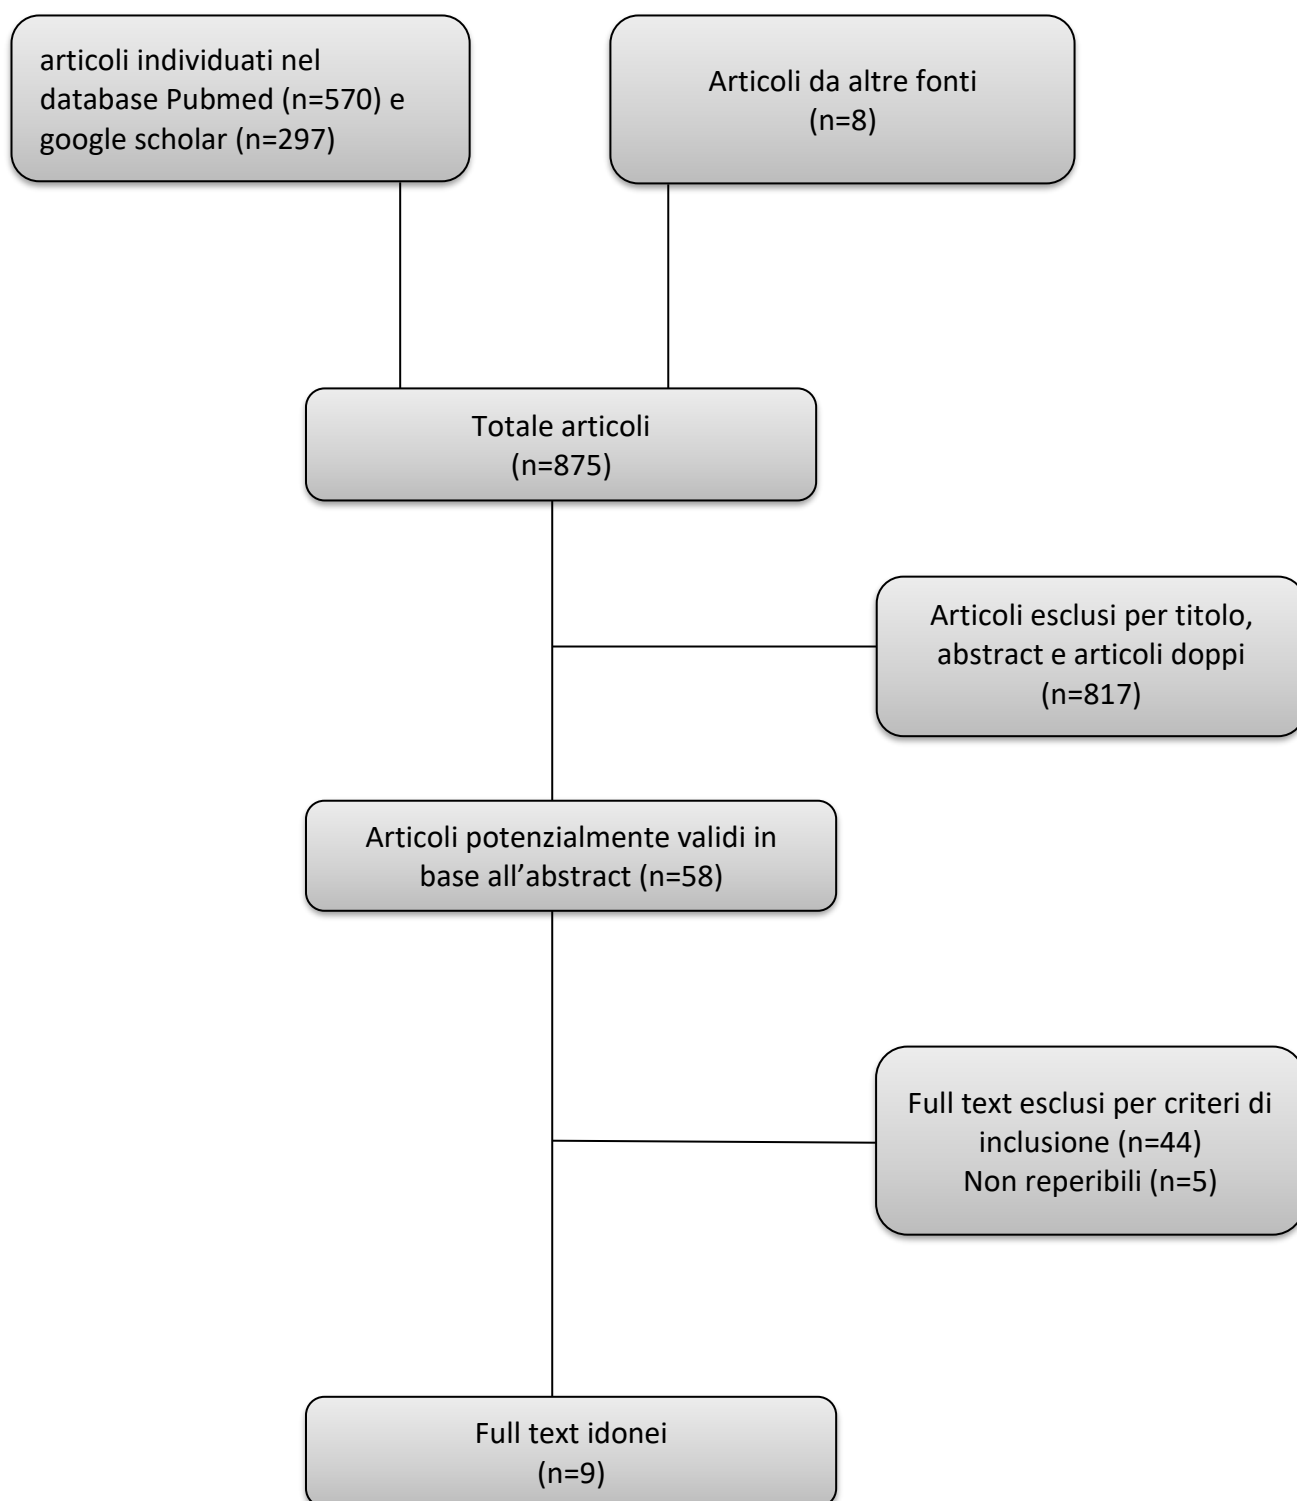 articoli individuati nel
database Pubmed (n=570) e
google scholar (n=297)
Articoli da altre fonti
(n=8)
Totale articoli
(n=875)
Articoli esclusi per titolo,
abstract e articoli doppi
(n=817)
Articoli potenzialmente validi in
base all’abstract (n=58)
Full text esclusi per criteri di
inclusione (n=44)
Non reperibili (n=5)
Full text idonei
(n=9)